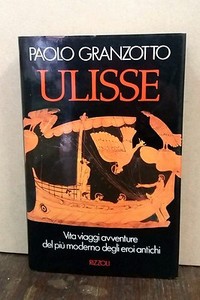 PAOLO GRANZOTTO
ULISSE
Vita viaggi avventure
del più moderno degli eroi antichi
RIZZOLI